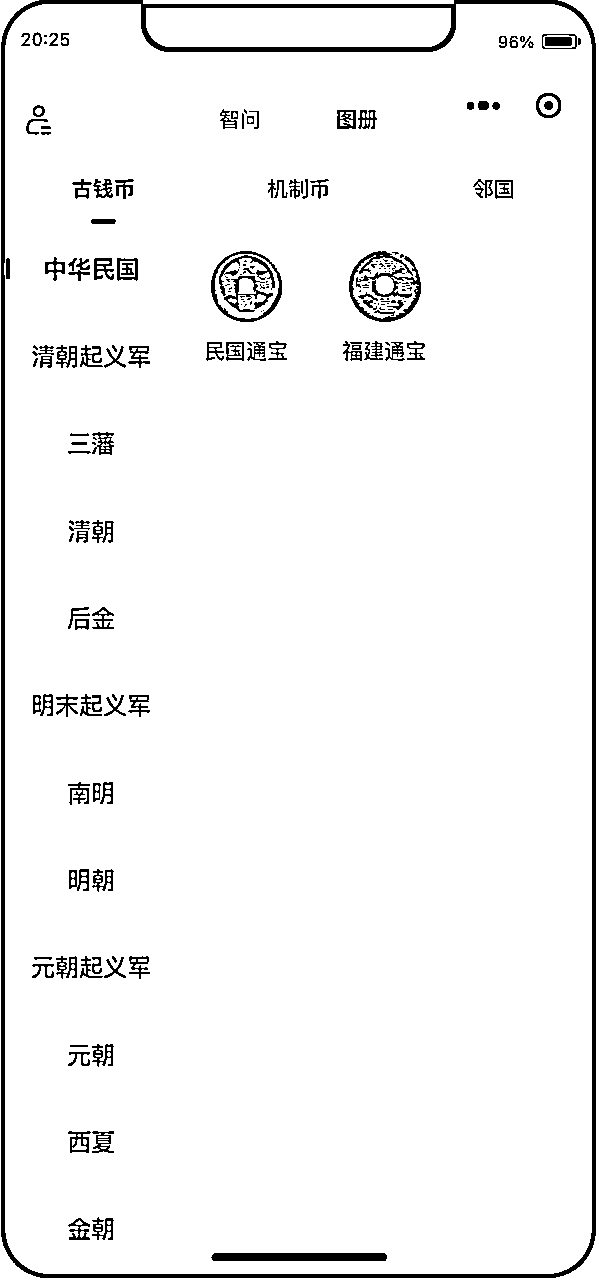 20:25 96%
智问 图册
古钱币 机制币 邻国
中华民国
民国通宝 福建通宝
清朝起义军
三藩
清朝
后金
明末起义军
南明
明朝
元朝起义军
元朝
西夏
金朝